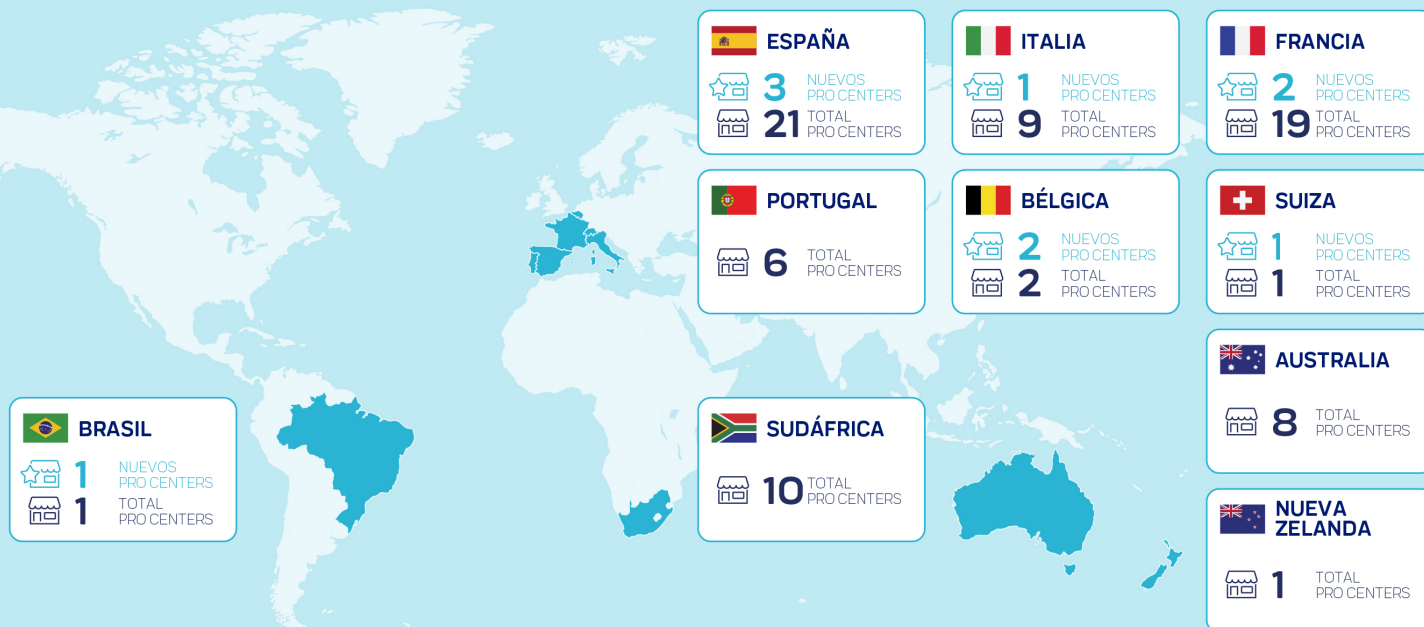 ESPAÑA
3 NUEVOS
PRO CENTERS
21 TOTAL
PRO CENTERS
ITALIA
1 NUEVOS
PRO CENTERS
9 TOTAL
PRO CENTERS
FRANCIA
2 NUEVOS
PRO CENTERS
19 TOTAL
PRO CENTERS
PORTUGAL
6 TOTAL
PRO CENTERS
BÉLGICA
2 NUEVOS
PRO CENTERS
2 TOTAL
PRO CENTERS
SUIZA
1 NUEVOS
PRO CENTERS
1 TOTAL
PRO CENTERS
AUSTRALIA
8 TOTAL
PRO CENTERS
BRASIL
1 NUEVOS
PRO CENTERS
1 TOTAL
PRO CENTERS
SUDÁFRICA
10 TOTAL
PRO CENTERS
NUEVA
ZELANDA
1 TOTAL
PRO CENTERS